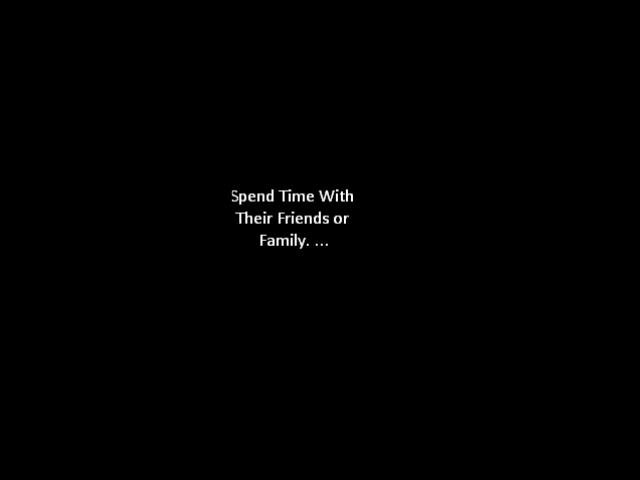 Spend Time With
Their Friends or
Family. ...